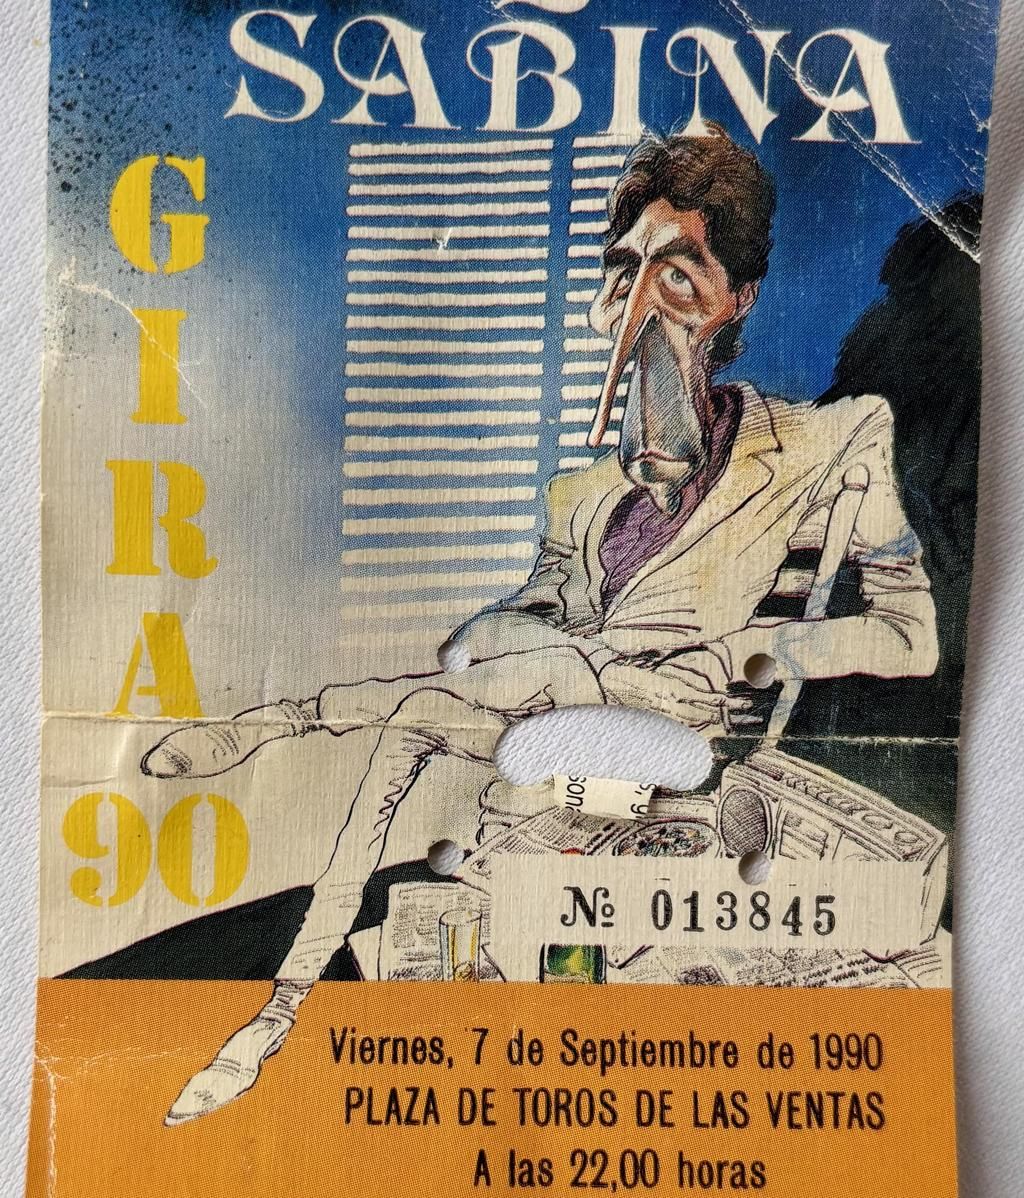 SABINA
GIRA
90
Nº 013845
Viernes, 7 de Septiembre de 1990
PLAZA DE TOROS DE LAS VENTAS
A las 22,00 horas